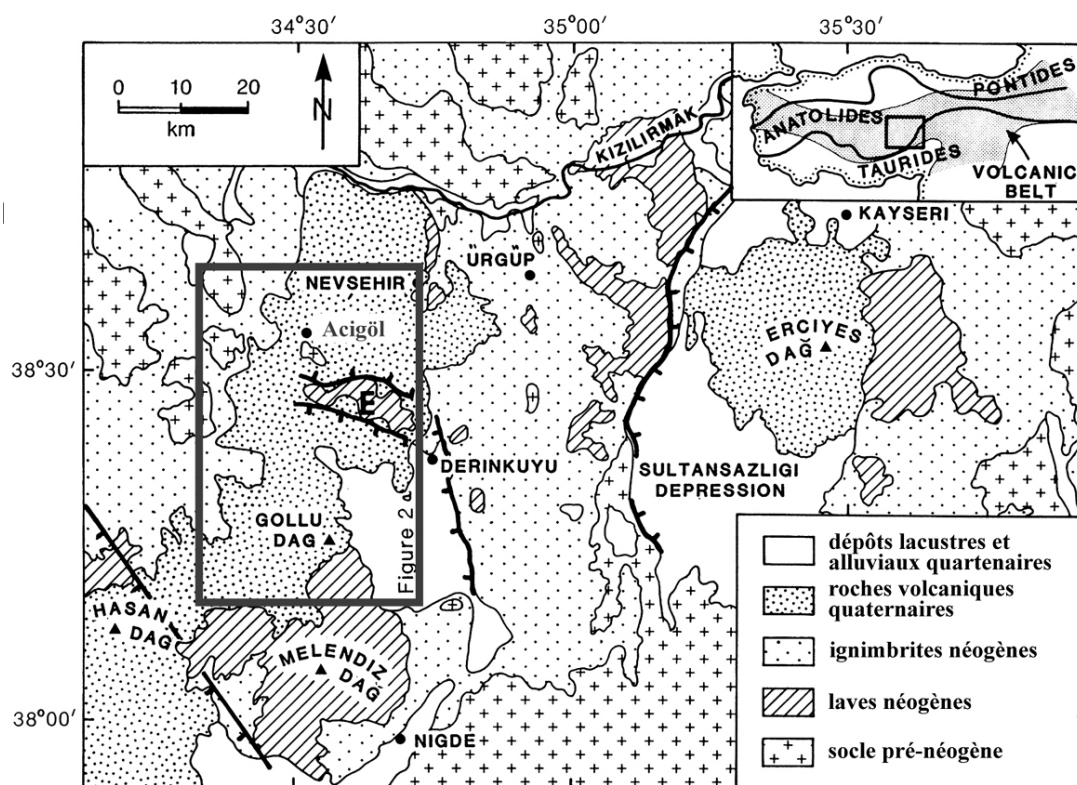 34°30′ 35°00′ 35°30′
0 10 20
km
N
PONTIDES
ANATOLIDES
TAURIDES
VOLCANIC
BELT
KIZILIRMAK
KAYSERI
ÜRGÜP
NEVSEHIR
Acigöl
ERCIYES
DAĞ
38°30′
E
DERINKUYU
SULTANSAZLIGI
DEPRESSION
GOLLU
DAG
Figure 2
HASAN
DAG
MELENDIZ
DAĞ
38°00′
NIGDE
dépôts lacustres et
alluviaux quartenaires
roches volcaniques
quaternaires
ignimbrites néogènes
laves néogènes
socle pré-néogène